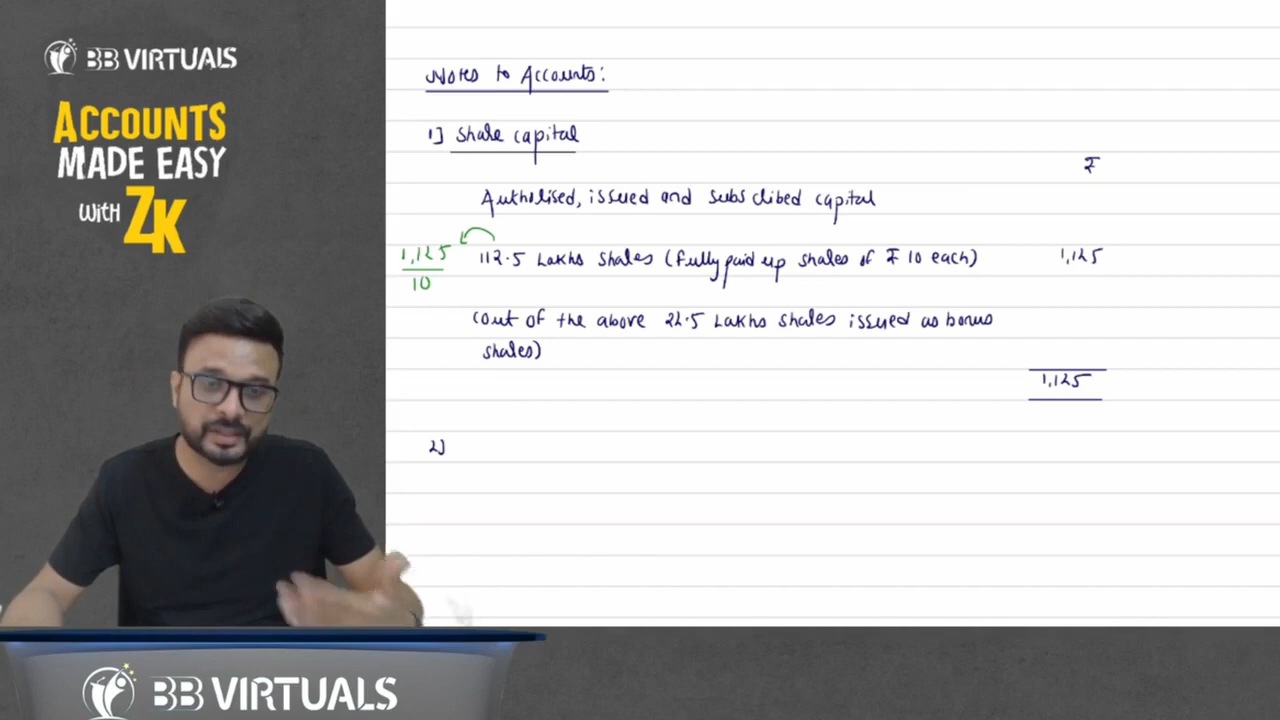 BB VIRTUALS
ACCOUNTS
MADE EASY
WITH ZK
Notes to Accounts:
1] Share capital
₹
Authorised, issued and subscribed capital
1,125
10
112.5 Lakhs shares (fully paid up shares of ₹ 10 each) 1,125
(out of the above 22.5 Lakhs shares issued as bonus
shares)
1,125
2]
BB VIRTUALS